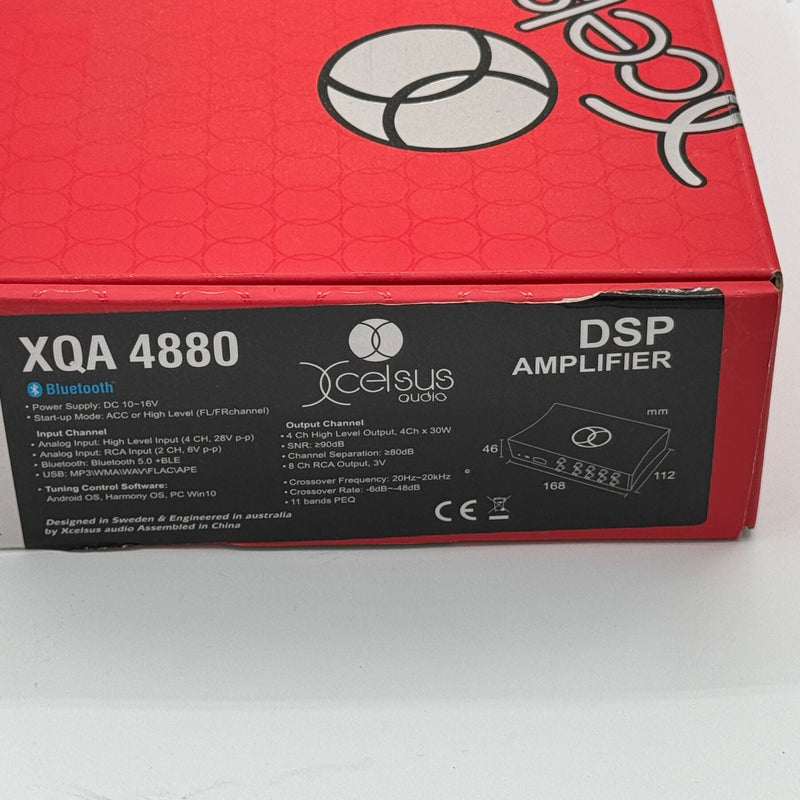 Xcels
XQA 4880
Bluetooth
• Power Supply: DC 10~16V
• Start-up Mode: ACC or High Level (FL/FRchannel)
Input Channel
• Analog Input: High Level Input (4 CH, 28V p-p)
• Analog Input: RCA Input (2 CH, 6V p-p)
• Bluetooth: Bluetooth 5.0 +BLE
• USB: MP3\WMA\WAV\FLAC\APE
• Tuning Control Software:
Android OS, Harmony OS, PC Win10
Designed in Sweden & Engineered in australia
by Xcelsus audio Assembled in China
Xcelsus
audio
Output Channel
• 4 Ch High Level Output, 4Ch x 30W
• SNR: ≥90dB
• Channel Separation: ≥80dB
• 8 Ch RCA Output, 3V
• Crossover Frequency: 20Hz~20kHz
• Crossover Rate: -6dB~-48dB
• 11 bands PEQ
DSP
AMPLIFIER
mm
46
168
112
CE